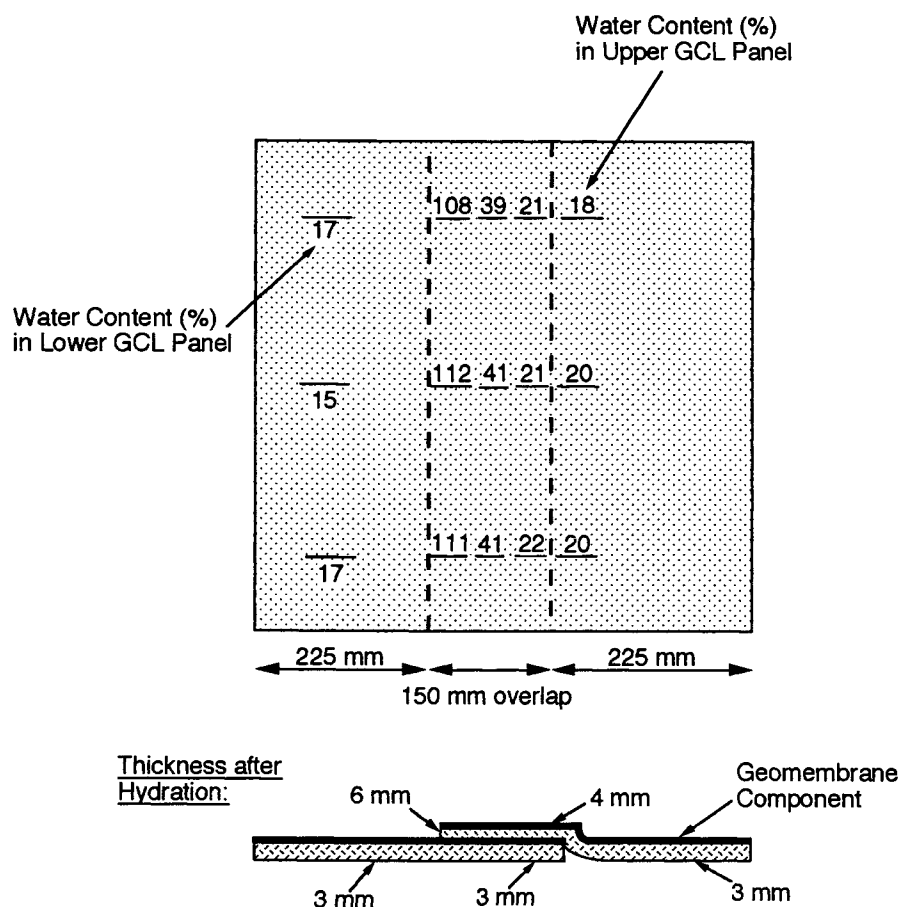 Water Content (%)
in Upper GCL Panel
108 39 21 18
17
Water Content (%)
in Lower GCL Panel
112 41 21 20
15
111 41 22 20
17
225 mm
225 mm
150 mm overlap
Thickness after
Hydration:
Geomembrane
Component
6 mm
4 mm
3 mm
3 mm
3 mm